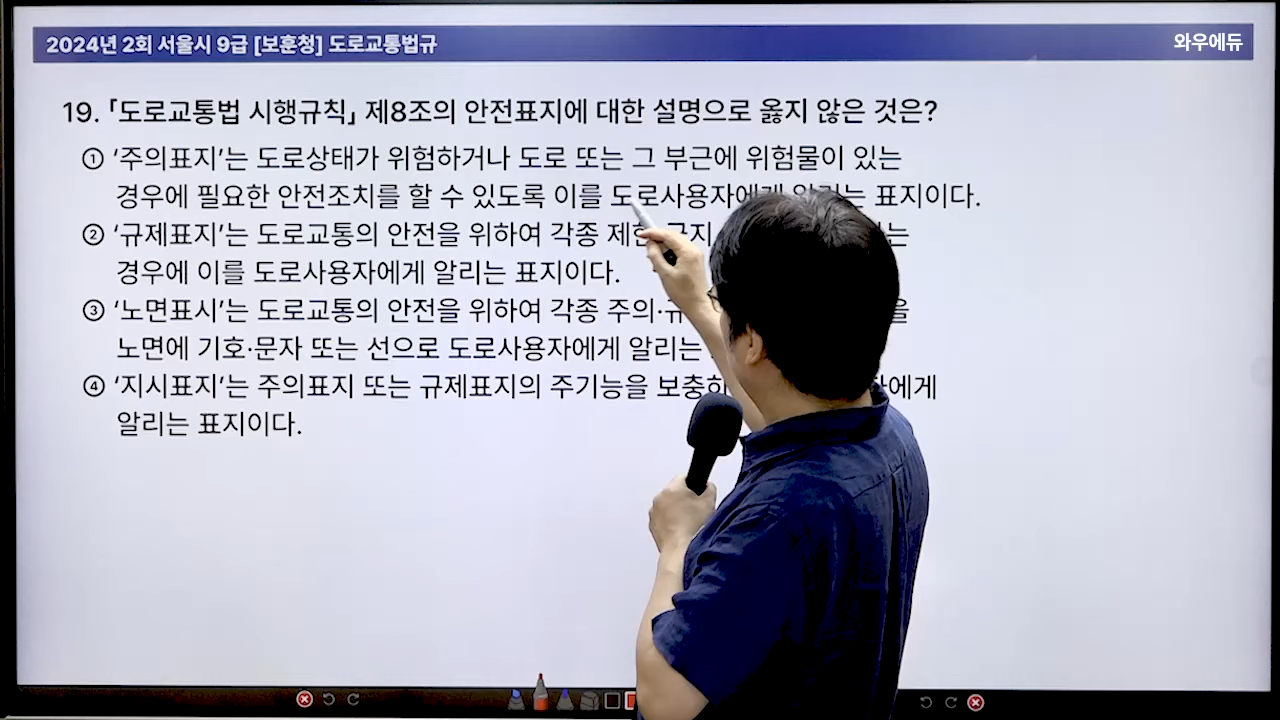 2024년 2회 서울시 9급 [보훈청] 도로교통법규
와우에듀
19. 「도로교통법 시행규칙」 제8조의 안전표지에 대한 설명으로 옳지 않은 것은?
① ‘주의표지’는 도로상태가 위험하거나 도로 또는 그 부근에 위험물이 있는
경우에 필요한 안전조치를 할 수 있도록 이를 도로사용자에게 표지이다.
② ‘규제표지’는 도로교통의 안전을 위하여 각종
경우에 이를 도로사용자에게 알리는 표지이다.
③ ‘노면표시’는 도로교통의 안전을 위하여 각종
노면에 기호·문자 또는 선으로 도로사용자에게 알리는
④ ‘지시표지’는 주의표지 또는 규제표지의 주기능을
알리는 표지이다.